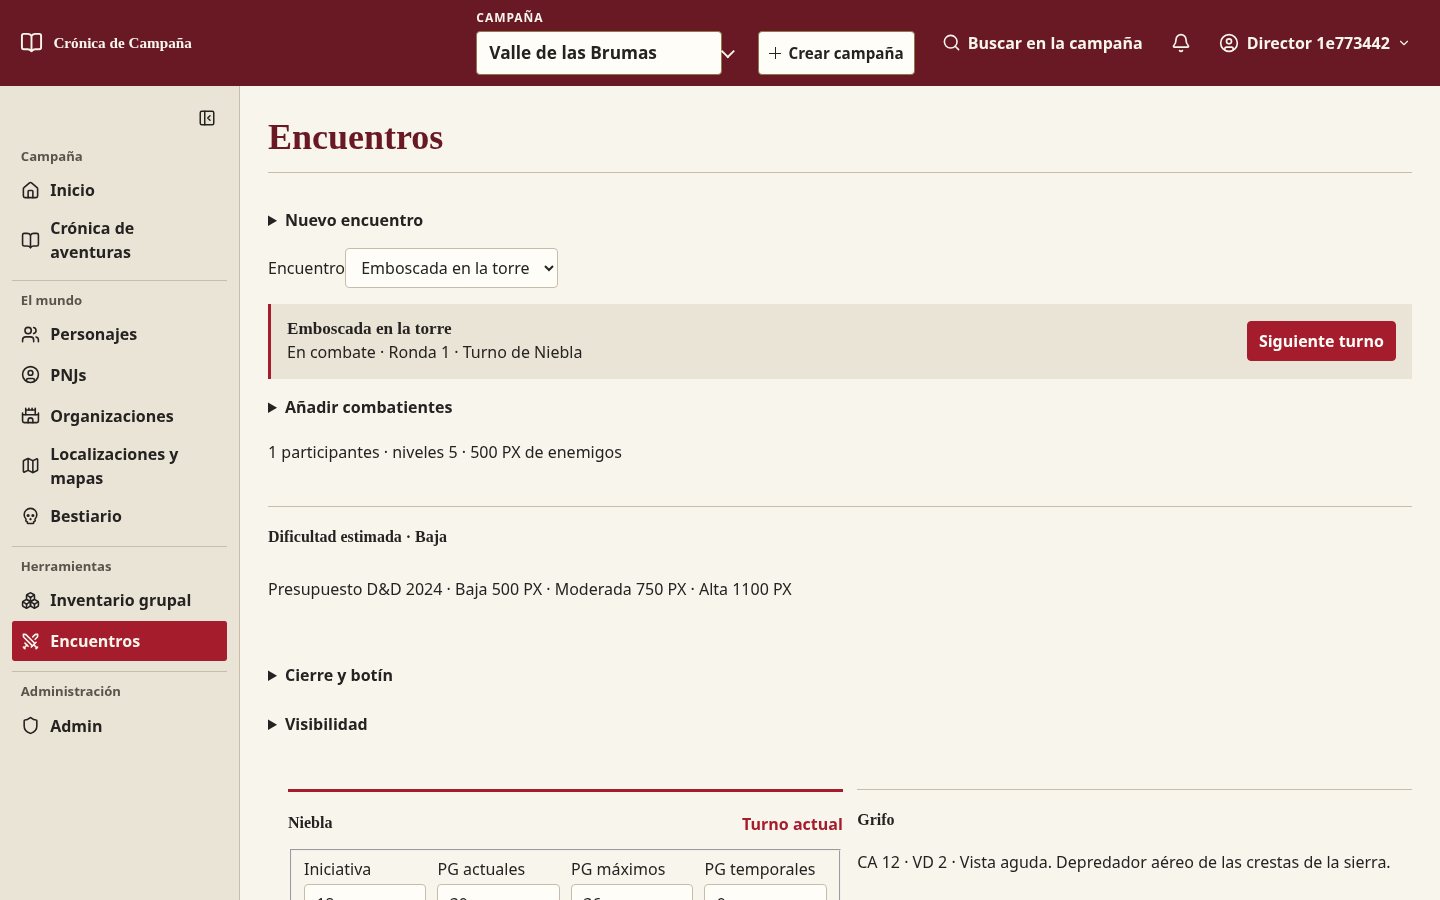 Crónica de Campaña
CAMPAÑA
Valle de las Brumas
Crear campaña
Buscar en la campaña
Director 1e773442
Campaña
Inicio
Crónica de
aventuras
El mundo
Personajes
PNJs
Organizaciones
Localizaciones y
mapas
Bestiario
Herramientas
Inventario grupal
Encuentros
Administración
Admin
Encuentros
Nuevo encuentro
Encuentro Emboscada en la torre
Emboscada en la torre
En combate · Ronda 1 · Turno de Niebla
Siguiente turno
Añadir combatientes
1 participantes · niveles 5 · 500 PX de enemigos
Dificultad estimada · Baja
Presupuesto D&D 2024 · Baja 500 PX · Moderada 750 PX · Alta 1100 PX
Cierre y botín
Visibilidad
Niebla
Turno actual
Iniciativa PG actuales PG máximos PG temporales
Grifo
CA 12 · VD 2 · Vista aguda. Depredador aéreo de las crestas de la sierra.